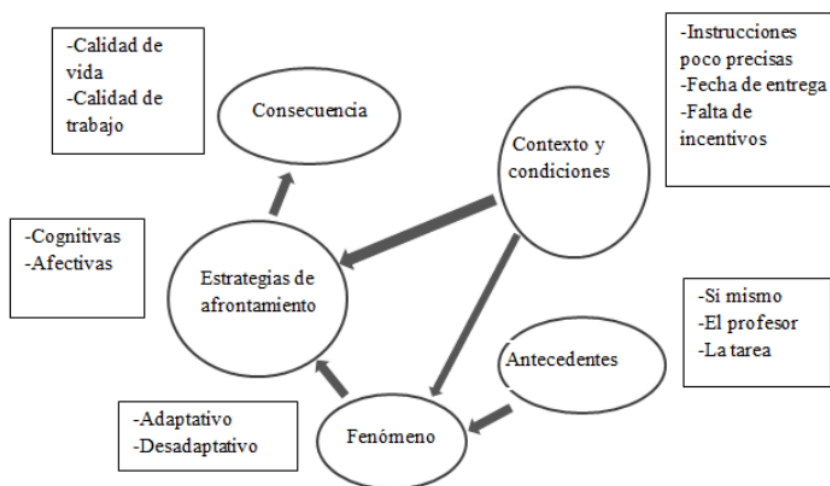 -Calidad de
vida
-Calidad de
trabajo
Consecuencia
-Instrucciones
poco precisas
-Fecha de entrega
-Falta de
incentivos
Contexto y
condiciones
-Cognitivas
-Afectivas
Estrategias de
afrontamiento
-Si mismo
-El profesor
-La tarea
Antecedentes
-Adaptativo
-Desadaptativo
Fenómeno